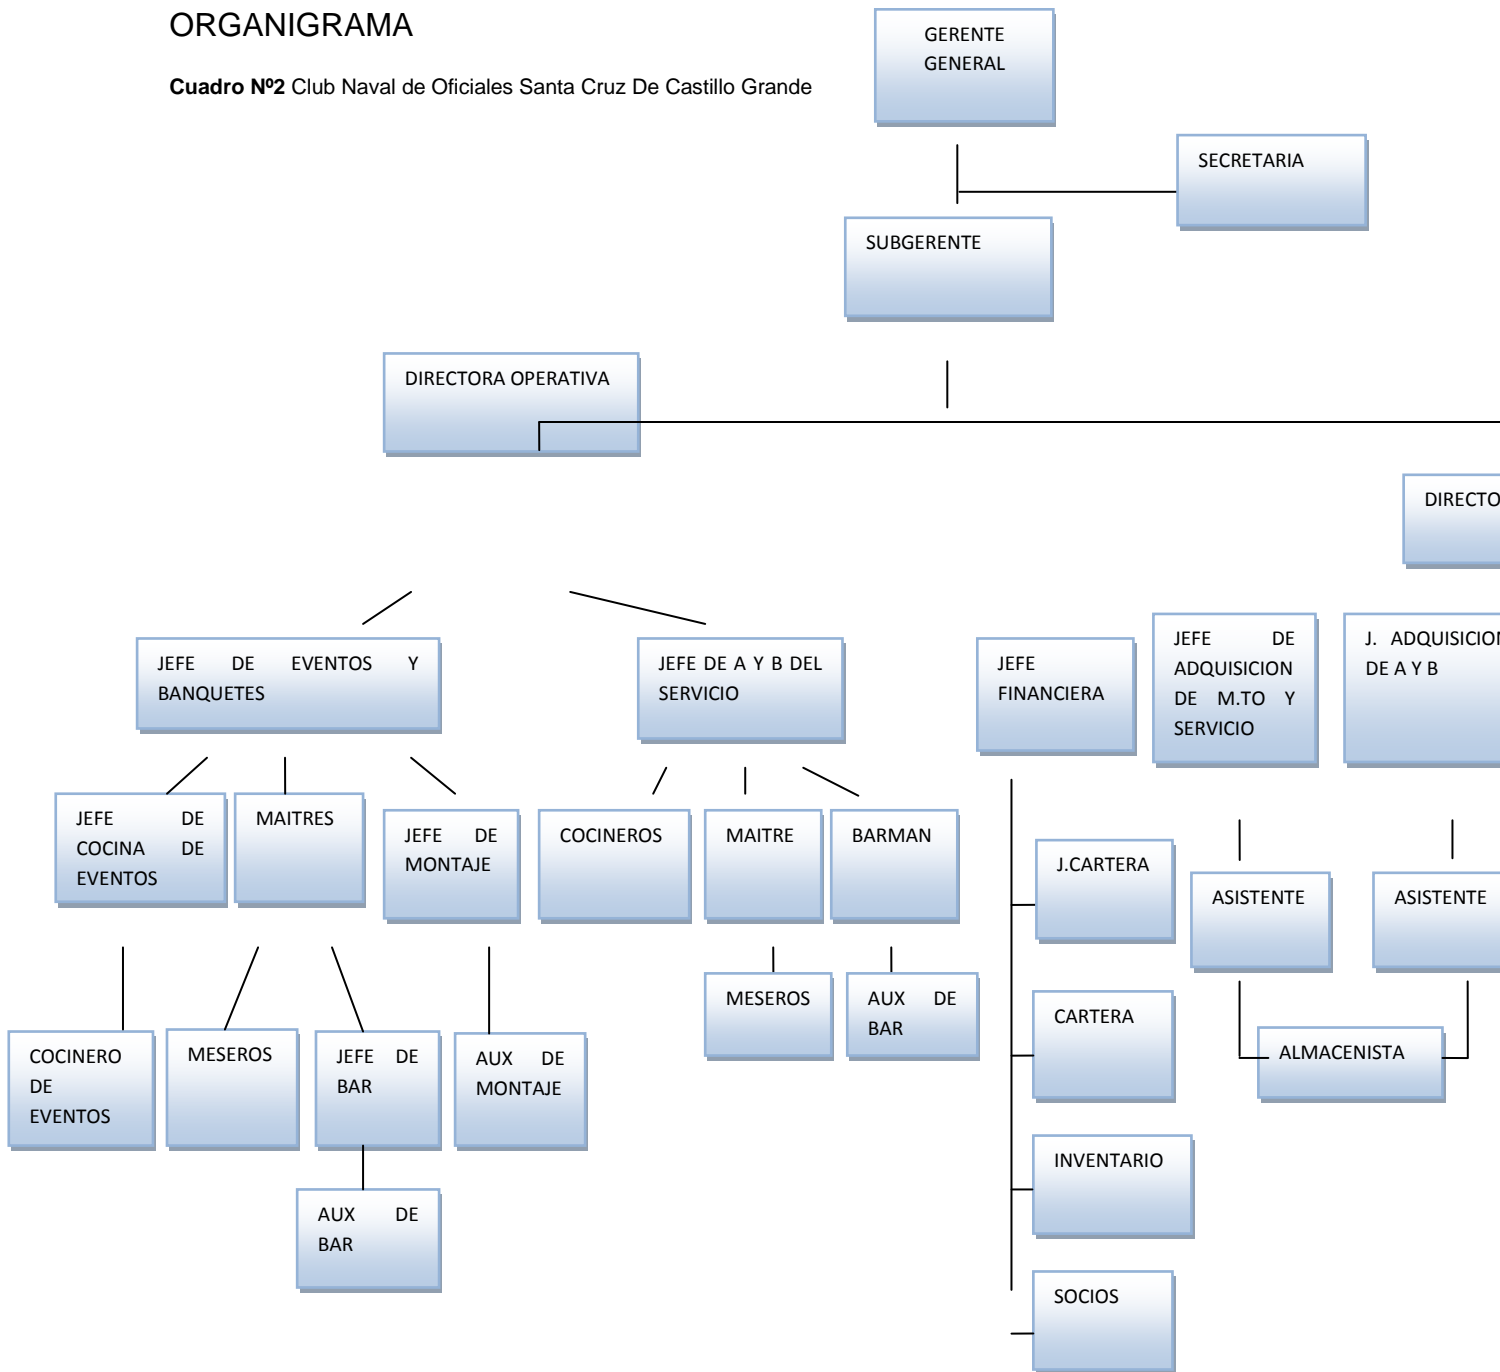 ORGANIGRAMA
Cuadro Nº2 Club Naval de Oficiales Santa Cruz De Castillo Grande
GERENTE
GENERAL
SECRETARIA
SUBGERENTE
DIRECTORA OPERATIVA
DIRECTO
JEFE DE EVENTOS Y
BANQUETES
JEFE DE A Y B DEL
SERVICIO
JEFE
FINANCIERA
JEFE DE
ADQUISICION
DE M.TO Y
SERVICIO
J. ADQUISICION
DE A Y B
JEFE DE
COCINA DE
EVENTOS
MAITRES
JEFE DE
MONTAJE
COCINEROS
MAITRE
BARMAN
J.CARTERA
ASISTENTE
ASISTENTE
MESEROS
AUX DE
BAR
CARTERA
ALMACENISTA
COCINERO
DE
EVENTOS
MESEROS
JEFE DE
BAR
AUX DE
MONTAJE
INVENTARIO
AUX DE
BAR
SOCIOS